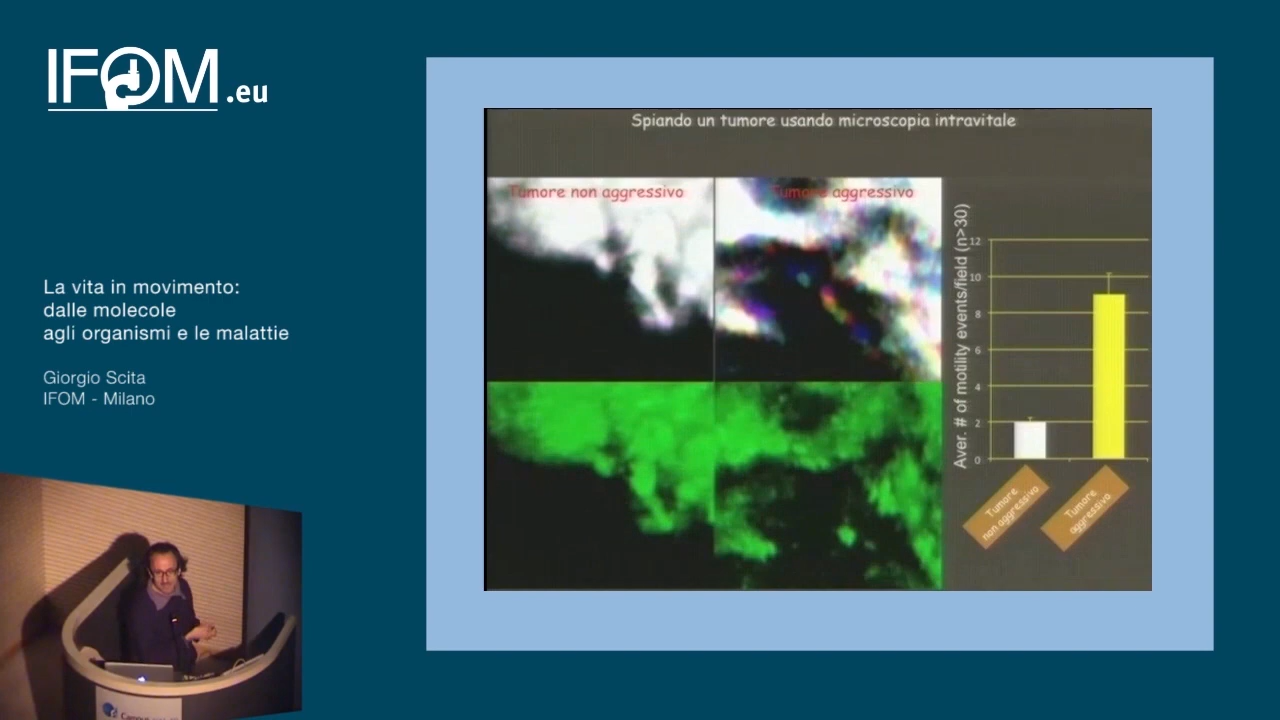 IFOM.eu
La vita in movimento:
dalle molecole
agli organismi e le malattie
Giorgio Scita
IFOM - Milano
Spiando un tumore usando microscopia intravitale
Tumore non aggressivo
Tumore aggressivo
Aver. # of motility events/field (n>30)
12
10
8
6
4
2
0
Tumore
non aggressivo
Tumore
aggressivo